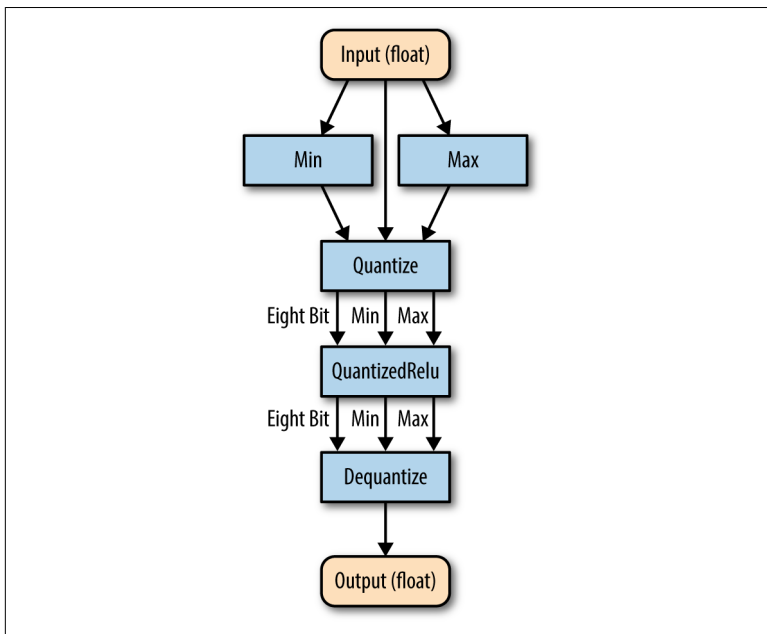 Input (float)
Min
Max
Quantize
Eight Bit Min Max
QuantizedRelu
Eight Bit Min Max
Dequantize
Output (float)